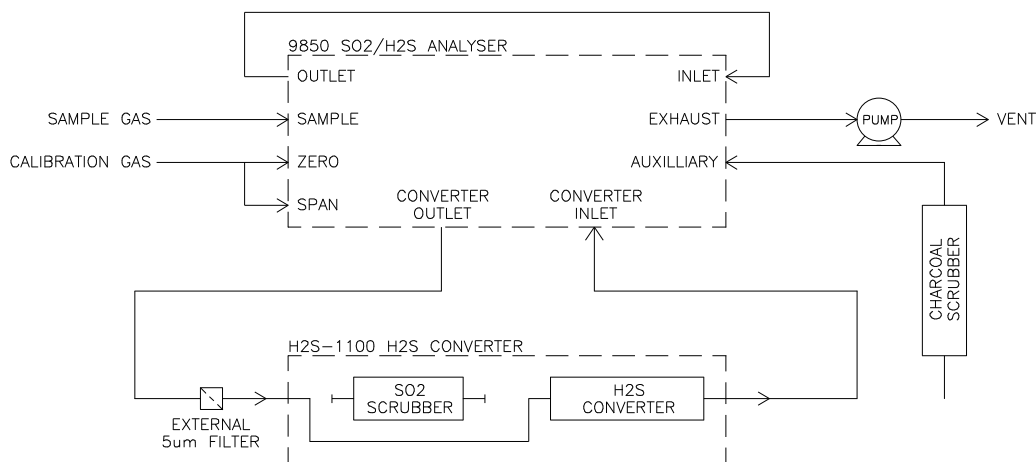 9850 SO2/H2S ANALYSER
OUTLET
INLET
SAMPLE GAS
SAMPLE
EXHAUST
PUMP
VENT
CALIBRATION GAS
ZERO
AUXILLIARY
SPAN
CONVERTER
OUTLET
CONVERTER
INLET
CHARCOAL
SCRUBBER
H2S-1100 H2S CONVERTER
SO2
SCRUBBER
H2S
CONVERTER
EXTERNAL
5um FILTER